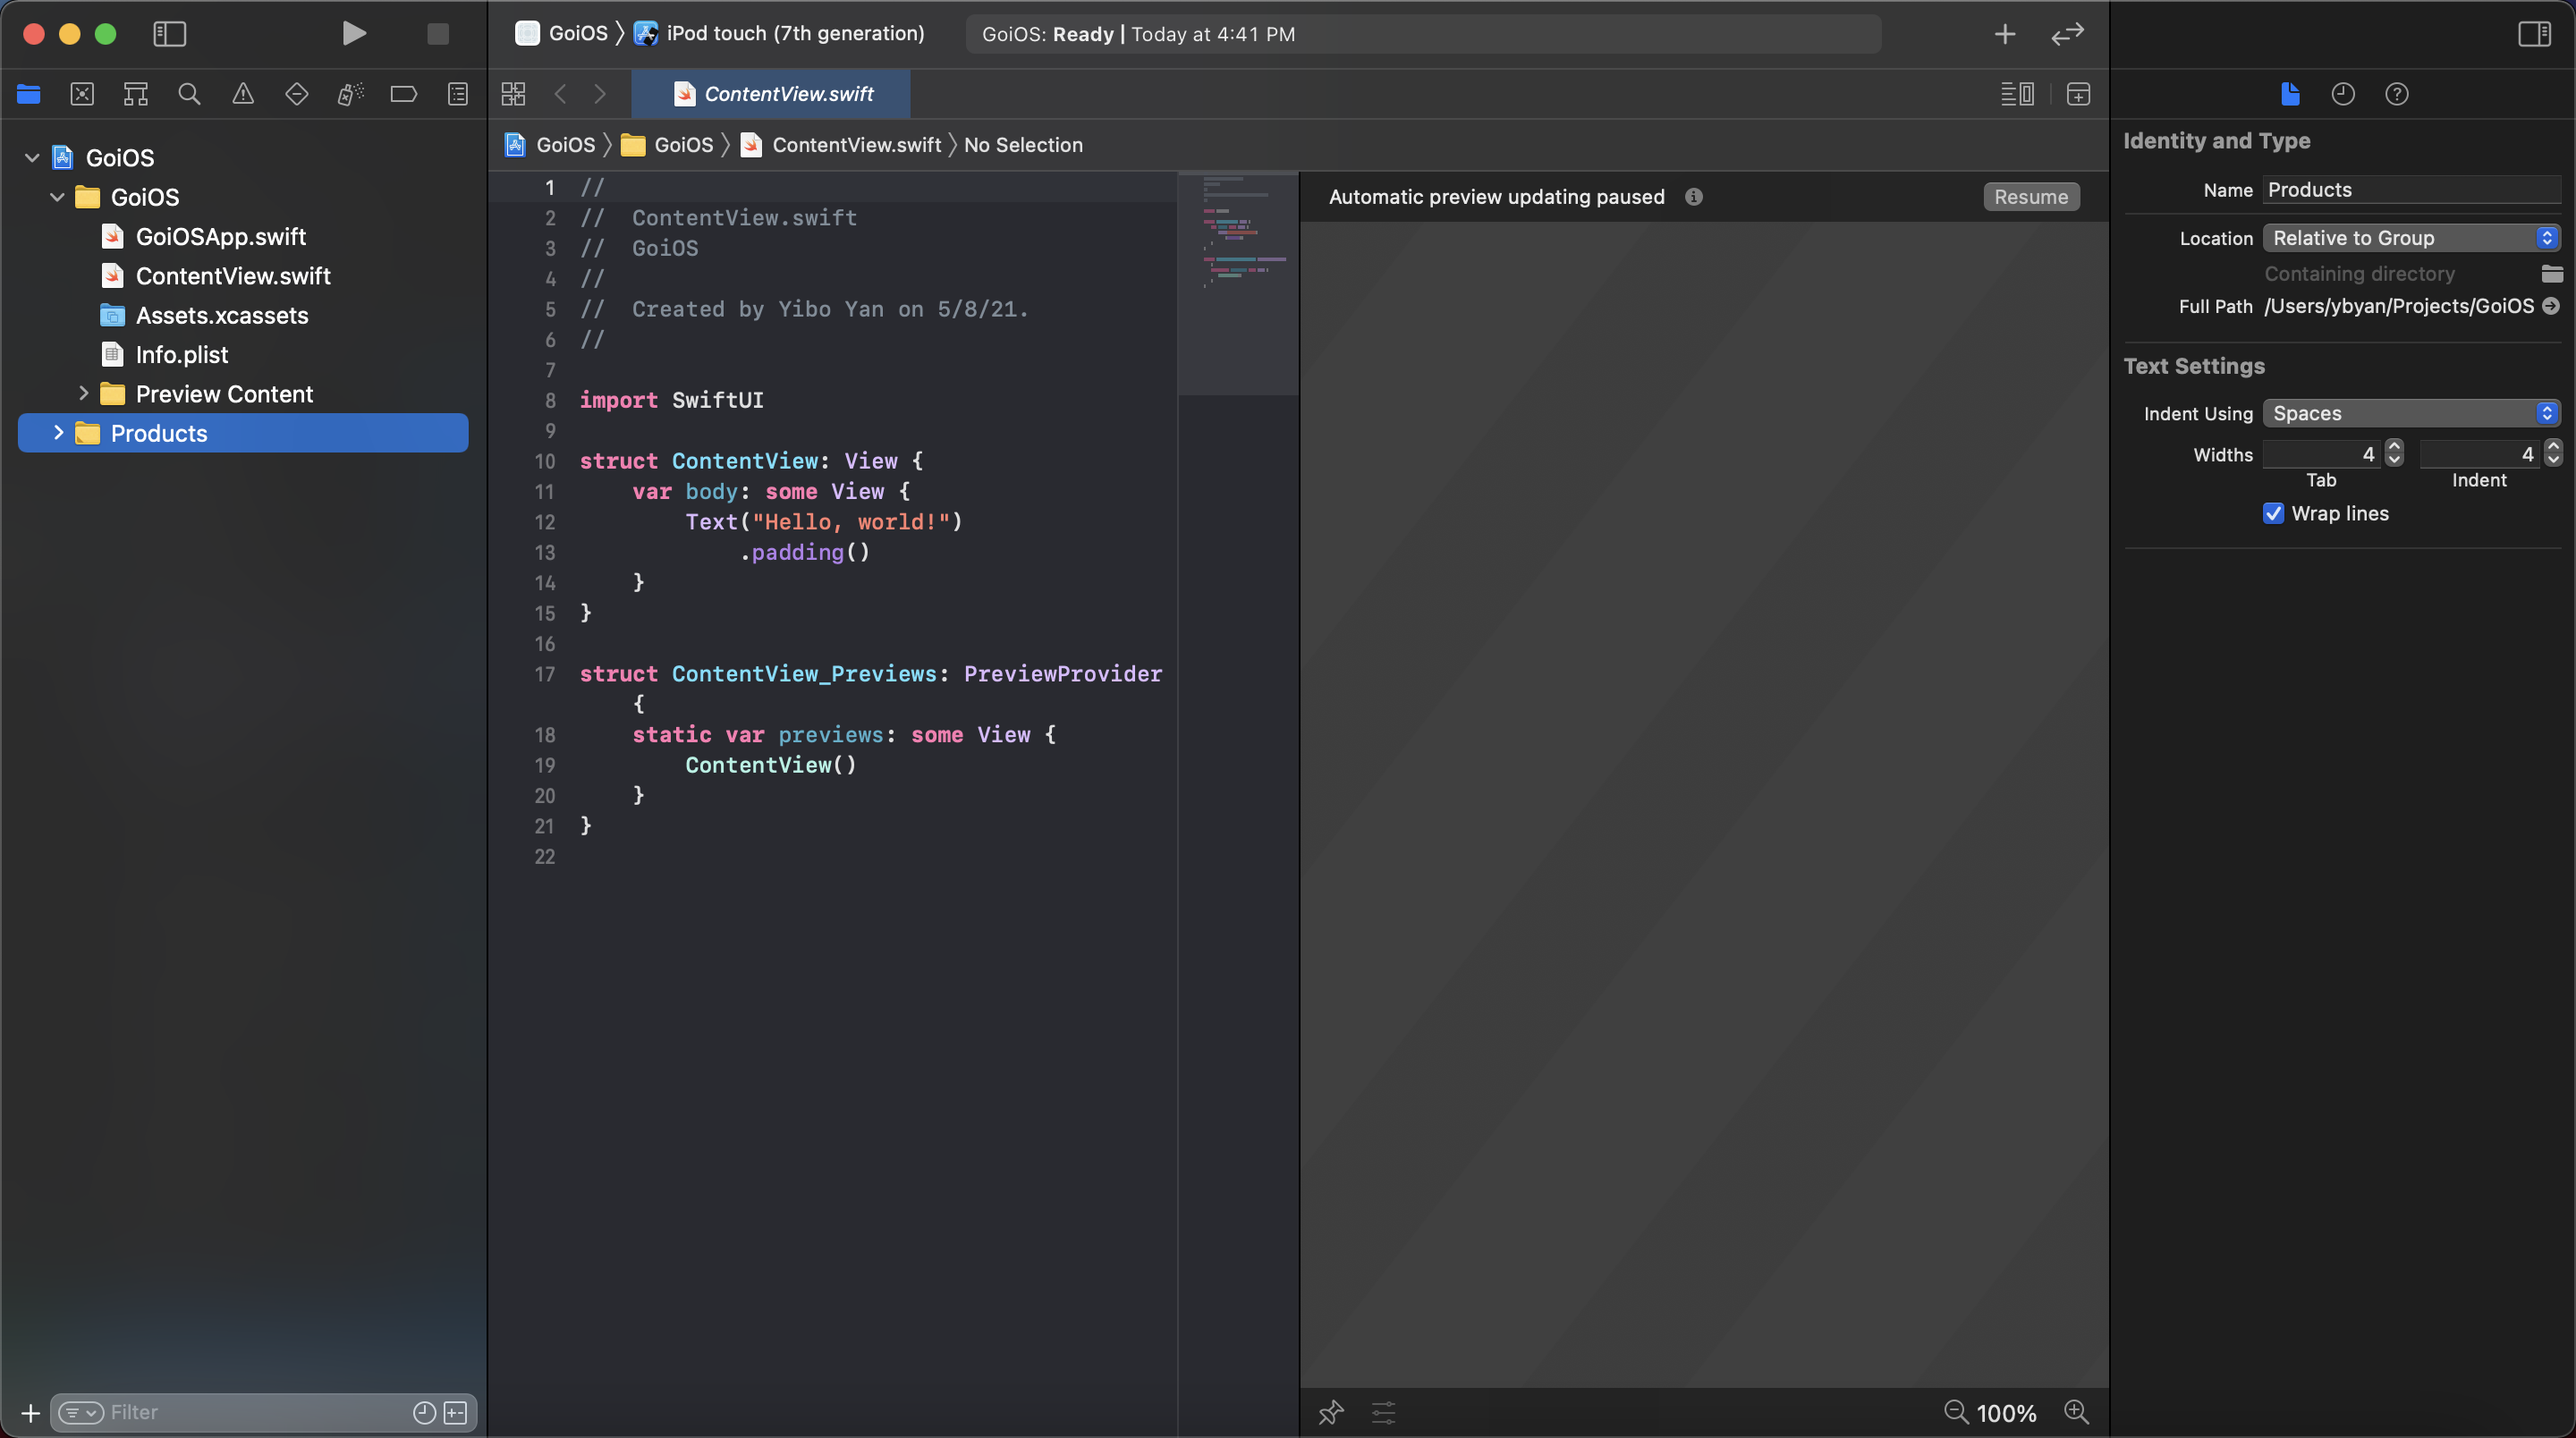 GoiOS 〉 iPod touch (7th generation)
GoiOS: Ready | Today at 4:41 PM
ContentView.swift
GoiOS 〉 GoiOS 〉 ContentView.swift 〉 No Selection
GoiOS
GoiOS
GoiOSApp.swift
ContentView.swift
Assets.xcassets
Info.plist
Preview Content
Products
Filter
1 //
2 //  ContentView.swift
3 //  GoiOS
4 //
5 //  Created by Yibo Yan on 5/8/21.
6 //
7
8 import SwiftUI
9
10 struct ContentView: View {
11     var body: some View {
12         Text("Hello, world!")
13             .padding()
14     }
15 }
16
17 struct ContentView_Previews: PreviewProvider
{
18     static var previews: some View {
19         ContentView()
20     }
21 }
22
Automatic preview updating paused
Resume
100%
Identity and Type
Name Products
Location Relative to Group
Containing directory
Full Path /Users/ybyan/Projects/GoiOS
Text Settings
Indent Using Spaces
Widths 4 4
Tab Indent
Wrap lines